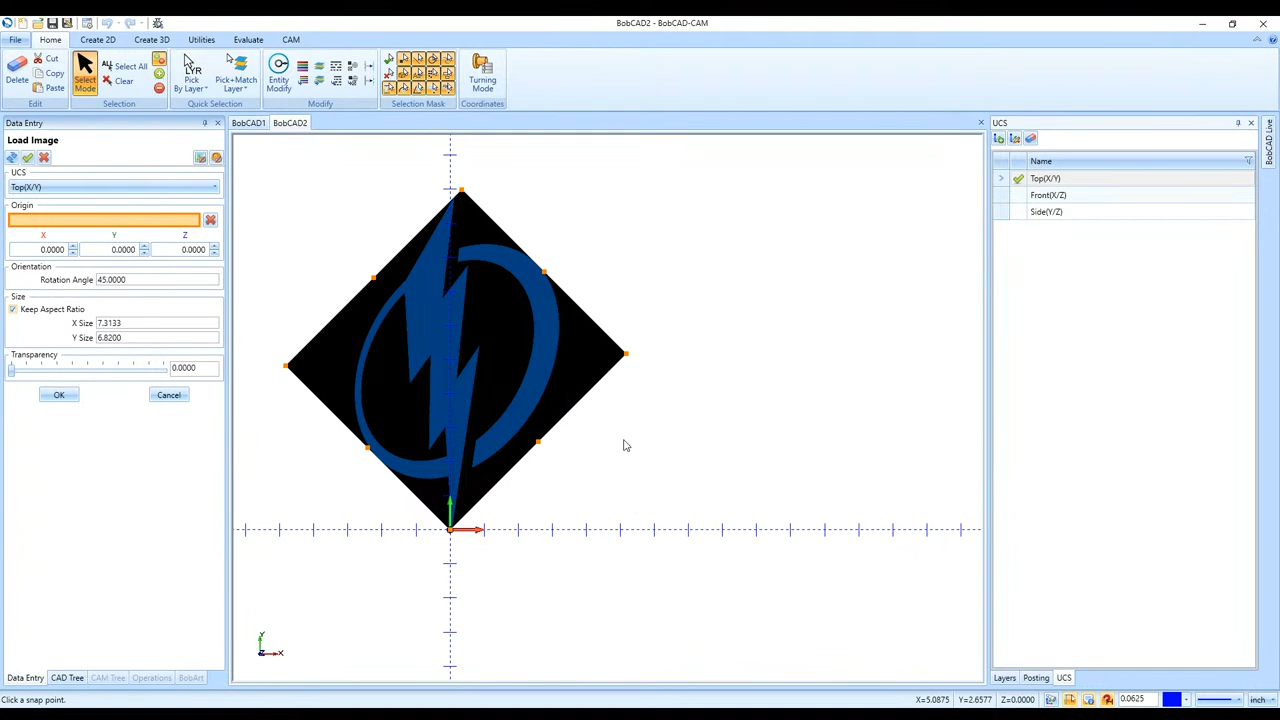 BobCAD2 - BobCAD-CAM
File Home Create 2D Create 3D Utilities Evaluate CAM
Delete Cut Copy Paste Select Mode Select All Clear Pick By Layer Pick+Match Layer Entity Modify Turning Mode
Edit Selection Quick Selection Modify Selection Mask Coordinates
Data Entry
BobCAD1 BobCAD2
UCS
BobCAD Live
Load Image
UCS
Top(X/Y)
Origin
X Y Z
0.0000 0.0000 0.0000
Orientation
Rotation Angle 45.0000
Size
Keep Aspect Ratio
X Size 7.3133
Y Size 6.8200
Transparency
0.0000
OK Cancel
Name
Top(X/Y)
Front(X/Z)
Side(Y/Z)
Y
Z X
Data Entry CAD Tree CAM Tree Operations BobArt
Layers Posting UCS
Click a snap point.
X=5.0875 Y=2.6577 Z=0.0000 0.0625 inch